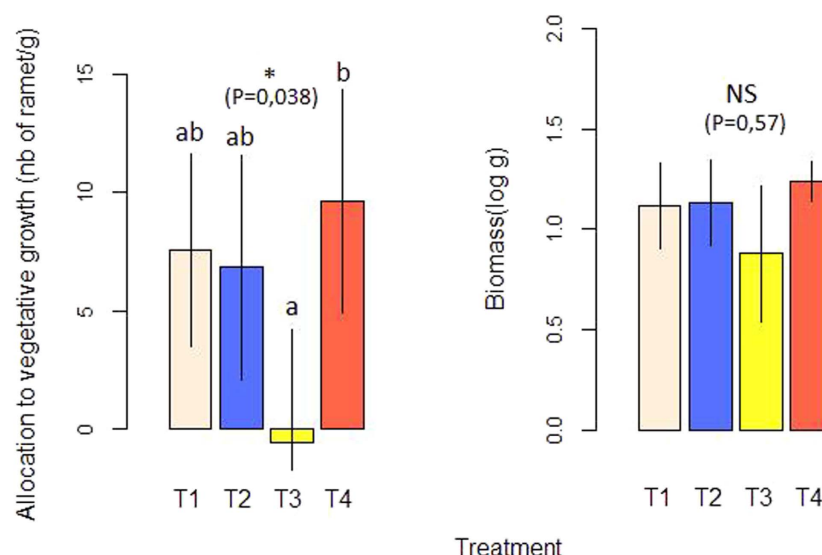 Allocation to vegetative growth (nb of ramet/g)
15
10
5
0
*
(P=0,038)
ab
ab
a
b
T1
T2
T3
T4
Biomass(log g)
2.0
1.5
1.0
0.5
0.0
NS
(P=0,57)
T1
T2
T3
T4
Treatment